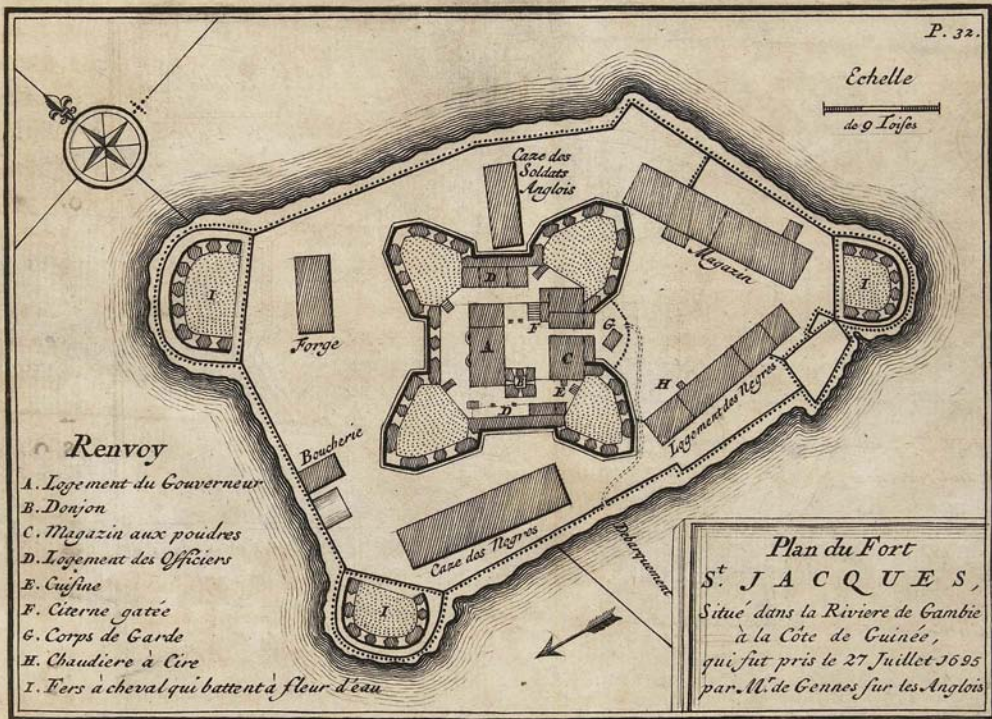 P. 32.
Echelle
de 9 Toises
Caze des
Soldats
Anglois
Magazin
I
I
Forge
D
F
G
A
C
B
E
H
D
Logement des Negres
Boucherie
Caze des Negres
Debarquement
I
Renvoy
A. Logement du Gouverneur
B. Donjon
C. Magazin aux poudres
D. Logement des Officiers
E. Cuisine
F. Citerne gatée
G. Corps de Garde
H. Chaudiere à Cire
I. Fers à cheval qui battent à fleur d'eau
Plan du Fort
St. JACQUES,
Situé dans la Riviere de Gambie
à la Côte de Guinée,
qui fut pris le 27 Juillet 1695
par Mr. de Gennes sur les Anglois